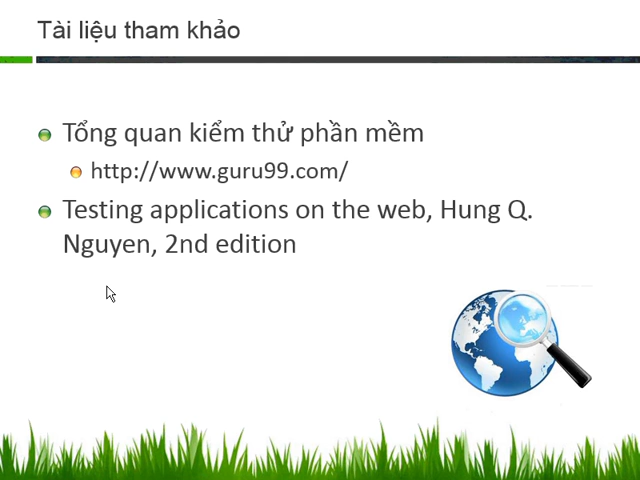 Tài liệu tham khảo
Tổng quan kiểm thử phần mềm
http://www.guru99.com/
Testing applications on the web, Hung Q.
Nguyen, 2nd edition